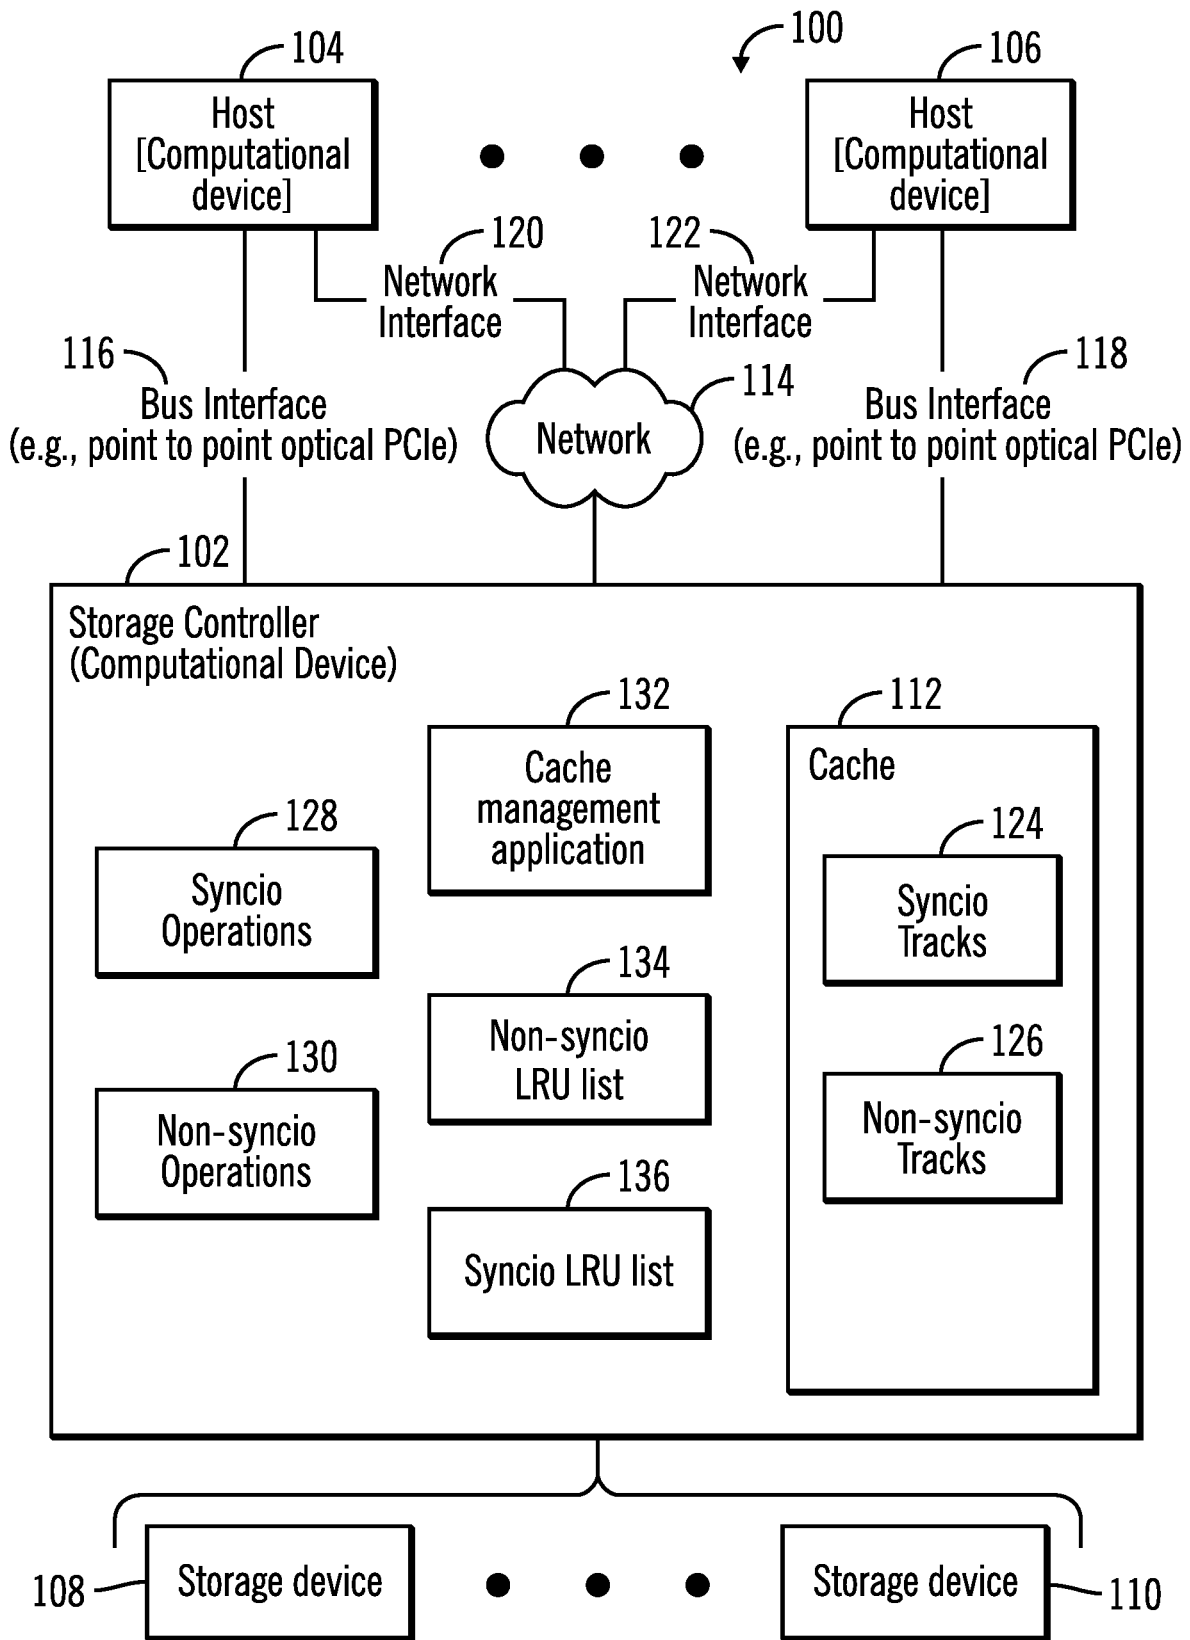 100
104
106
Host
[Computational
device]
Host
[Computational
device]
120
122
Network
Interface
Network
Interface
116
Bus Interface
(e.g., point to point optical PCIe)
114
Network
118
Bus Interface
(e.g., point to point optical PCIe)
102
Storage Controller
(Computational Device)
128
Syncio
Operations
130
Non-syncio
Operations
132
Cache
management
application
134
Non-syncio
LRU list
136
Syncio LRU list
112
Cache
124
Syncio
Tracks
126
Non-syncio
Tracks
108
Storage device
Storage device
110